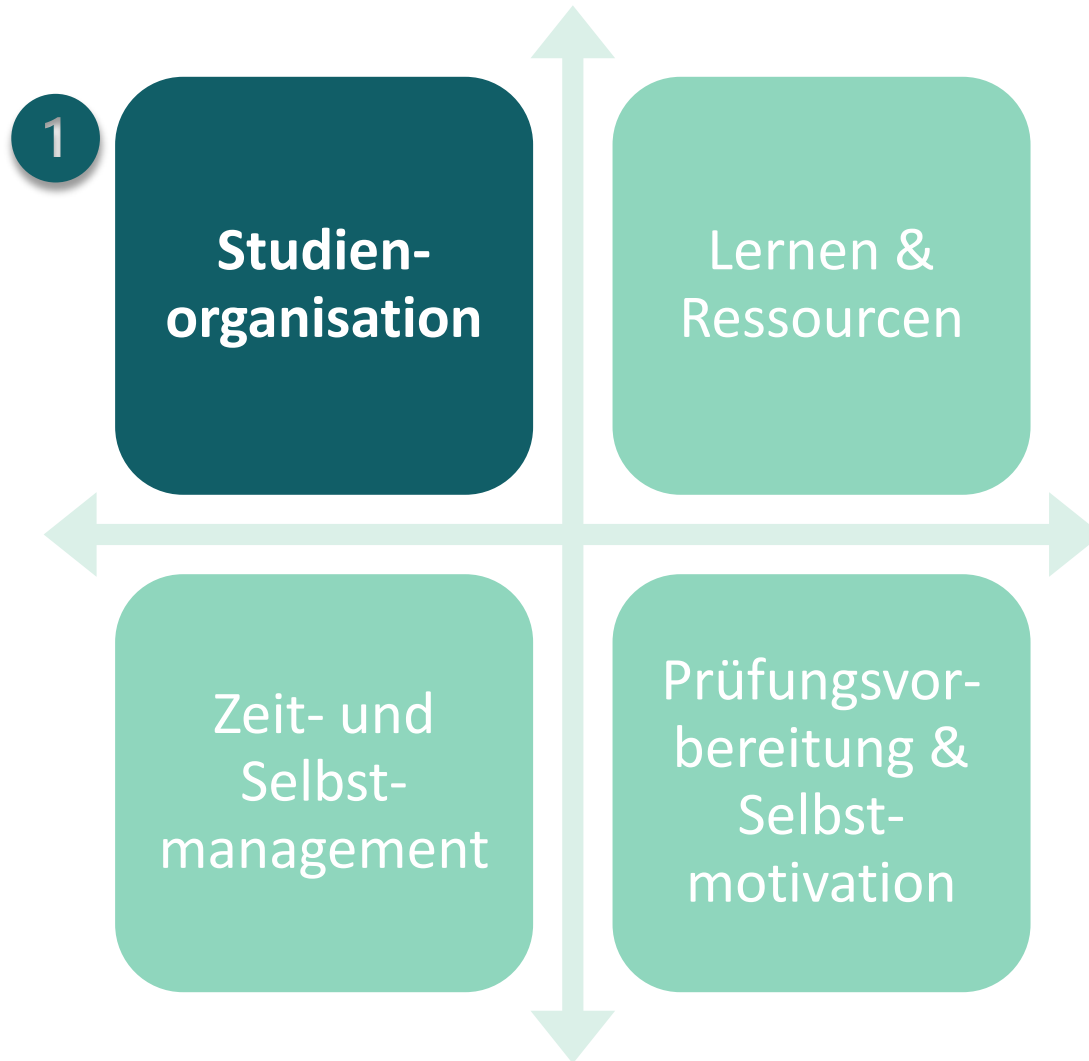 1
Studien-
organisation
Lernen &
Ressourcen
Zeit- und
Selbst-
management
Prüfungsvor-
bereitung &
Selbst-
motivation